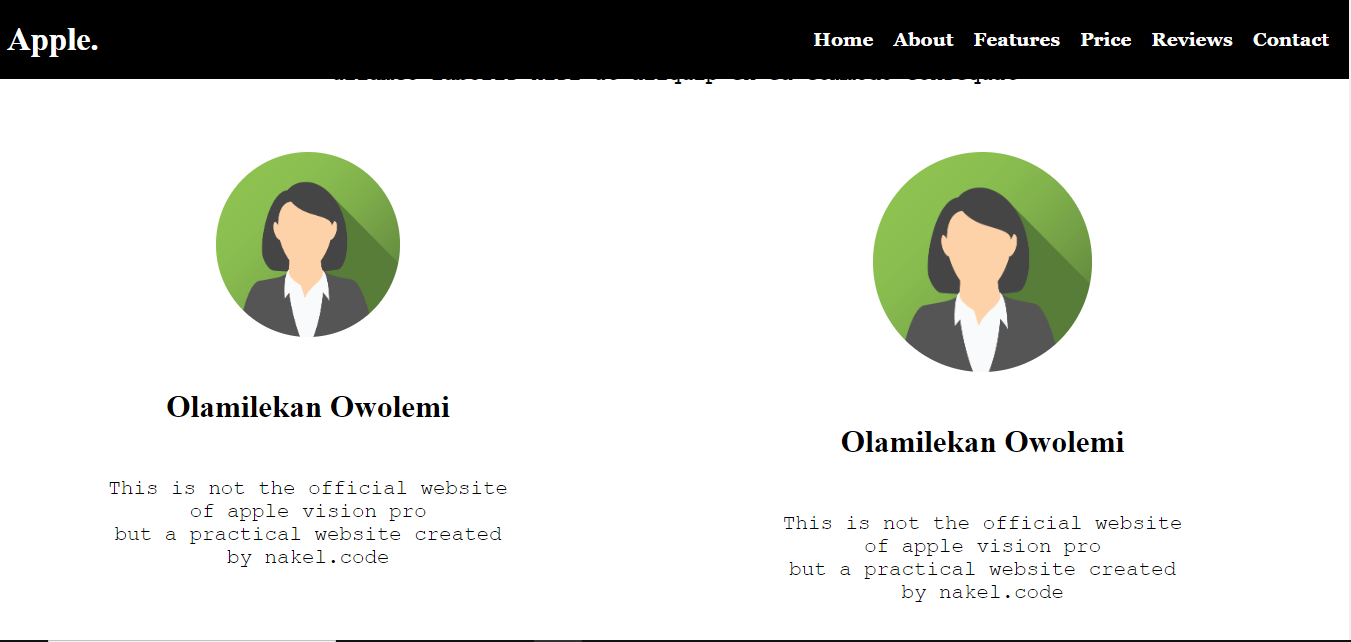 Apple.
Home About Features Price Reviews Contact
Olamilekan Owolemi
This is not the official website
of apple vision pro
but a practical website created
by nakel.code
Olamilekan Owolemi
This is not the official website
of apple vision pro
but a practical website created
by nakel.code